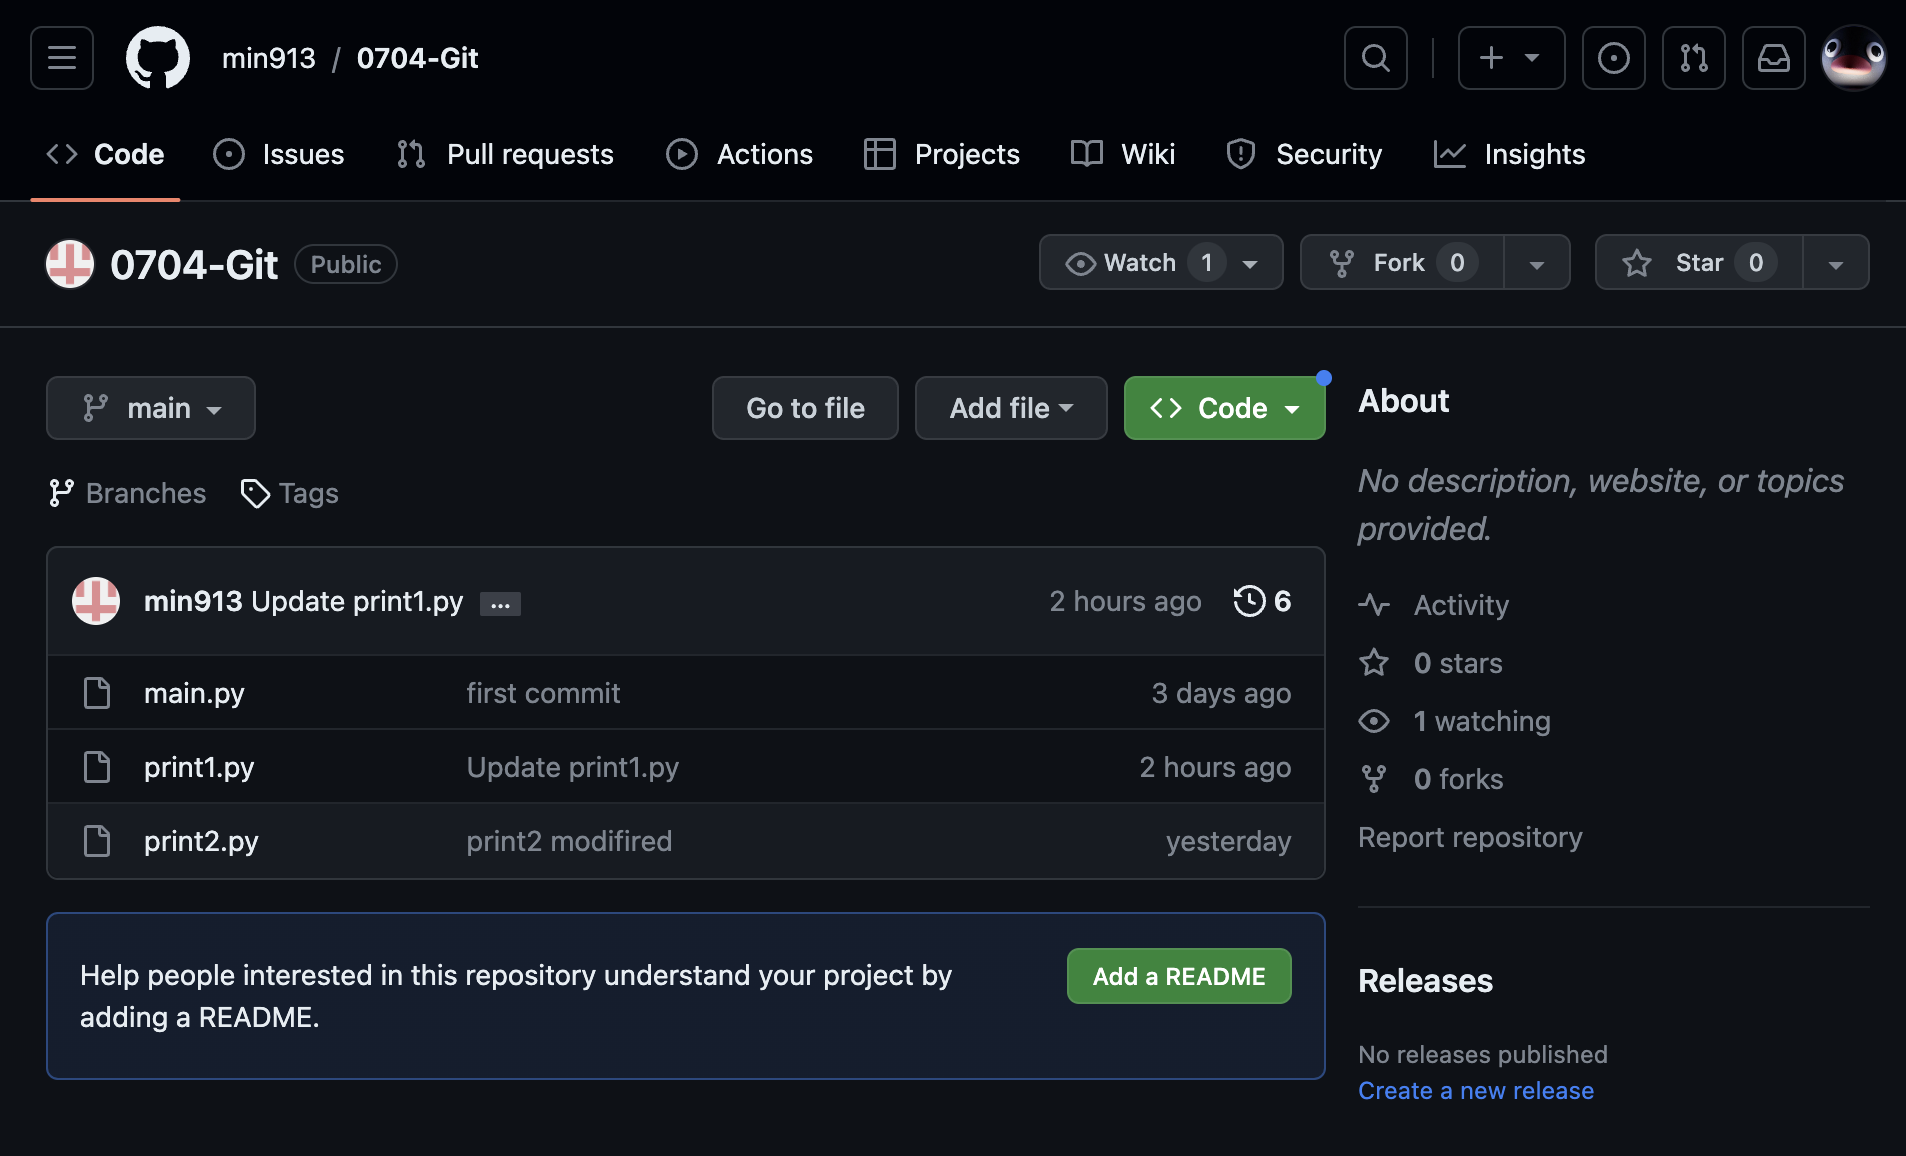 min913 / 0704-Git
Code Issues Pull requests Actions Projects Wiki Security Insights
0704-Git Public Watch 1 Fork 0 Star 0
main Go to file Add file Code
Branches Tags
min913 Update print1.py ... 2 hours ago 6
main.py first commit 3 days ago
print1.py Update print1.py 2 hours ago
print2.py print2 modifired yesterday
Help people interested in this repository understand your project by
adding a README.
Add a README
About
No description, website, or topics
provided.
Activity
0 stars
1 watching
0 forks
Report repository
Releases
No releases published
Create a new release